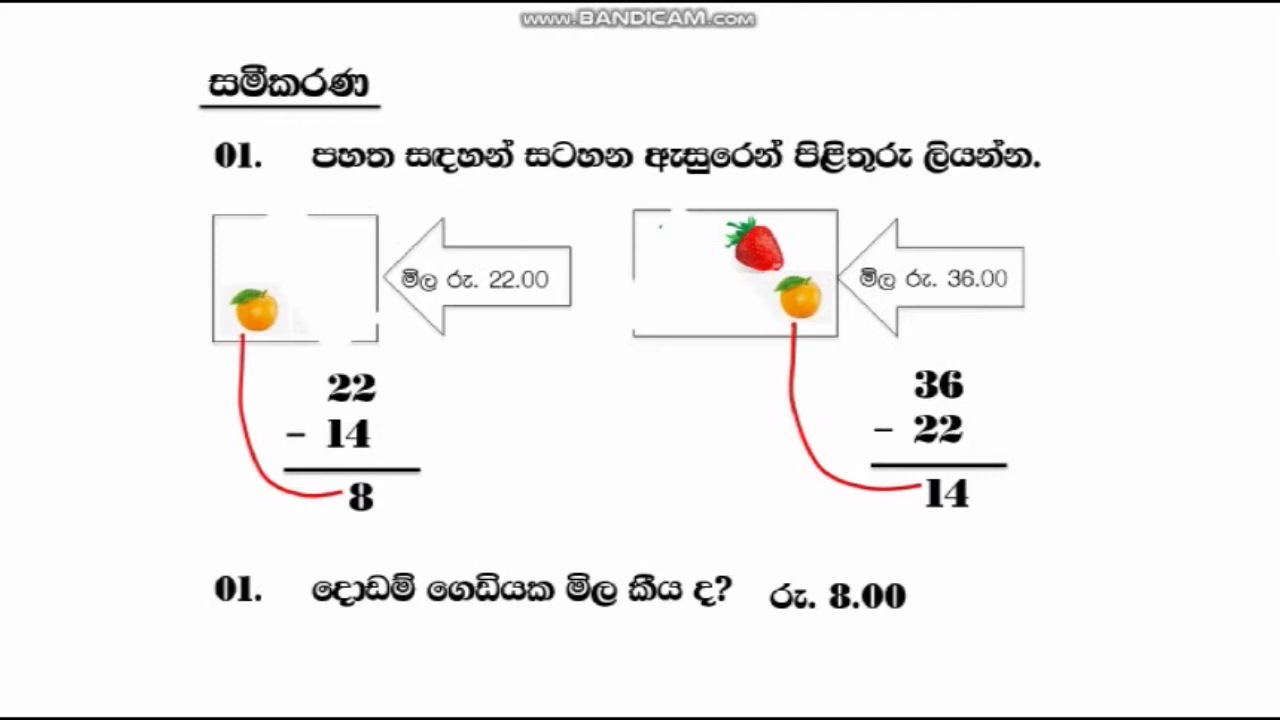 www.BANDICAM.com
සමීකරණ
01. පහත සඳහන් සටහන ඇසුරෙන් පිළිතුරු ලියන්න.
මිල රු. 22.00
මිල රු. 36.00
22
- 14
8
36
- 22
14
01. දොඩම් ගෙඩියක මිල කීය ද? රු. 8.00